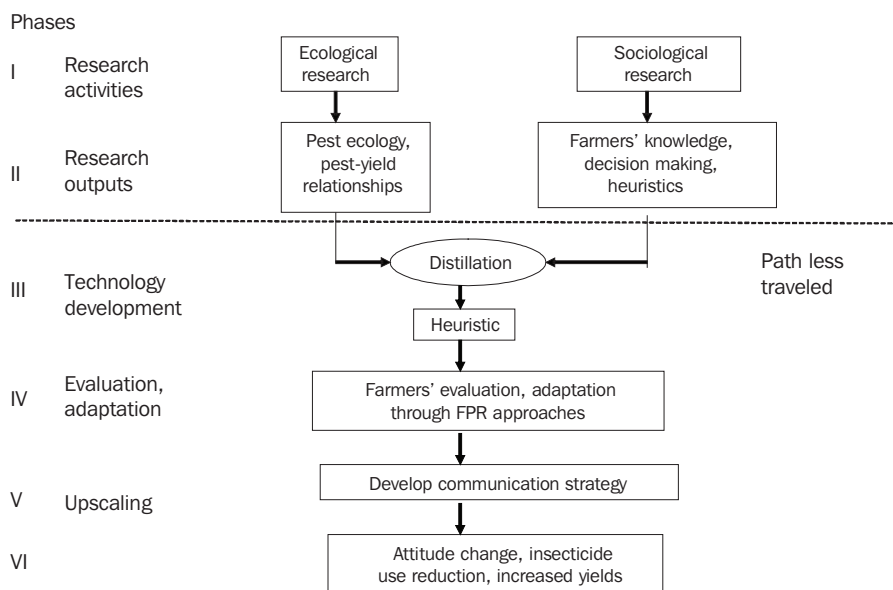 Phases
I
Research
activities
Ecological
research
Sociological
research
II
Research
outputs
Pest ecology,
pest-yield
relationships
Farmers' knowledge,
decision making,
heuristics
III
Technology
development
Distillation
Path less
traveled
Heuristic
IV
Evaluation,
adaptation
Farmers' evaluation, adaptation
through FPR approaches
V
Upscaling
Develop communication strategy
VI
Attitude change, insecticide
use reduction, increased yields